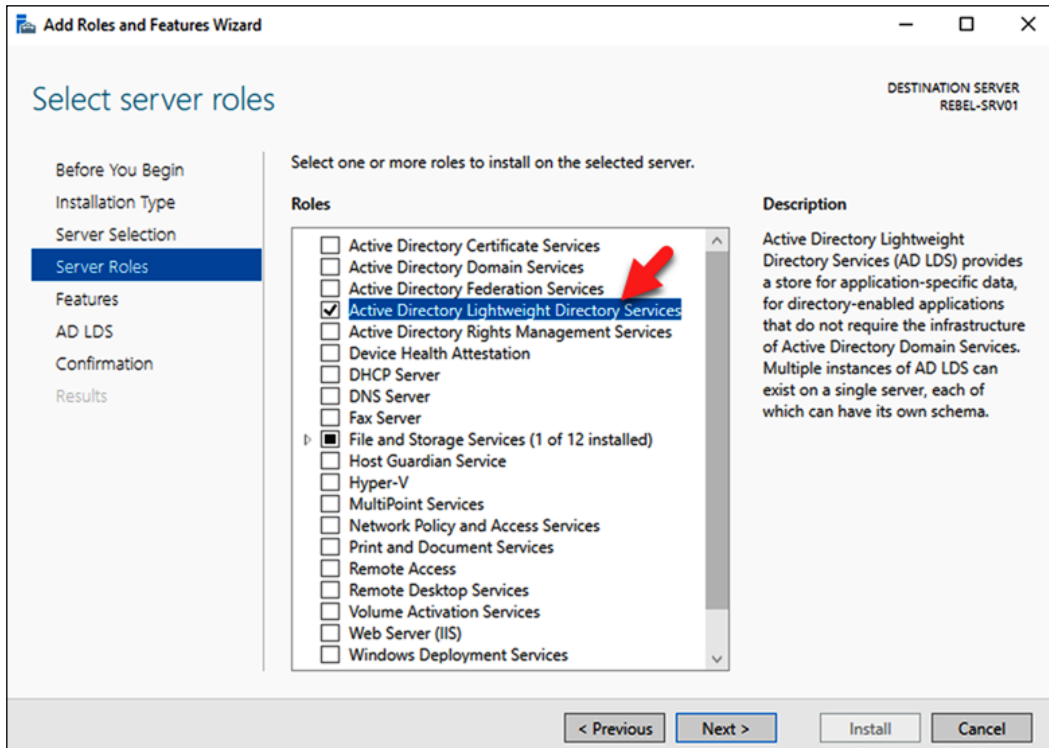 Add Roles and Features Wizard
Select server roles
DESTINATION SERVER
REBEL-SRV01
Before You Begin
Installation Type
Server Selection
Server Roles
Features
AD LDS
Confirmation
Results
Select one or more roles to install on the selected server.
Roles
Active Directory Certificate Services
Active Directory Domain Services
Active Directory Federation Services
Active Directory Lightweight Directory Services
Active Directory Rights Management Services
Device Health Attestation
DHCP Server
DNS Server
Fax Server
File and Storage Services (1 of 12 installed)
Host Guardian Service
Hyper-V
MultiPoint Services
Network Policy and Access Services
Print and Document Services
Remote Access
Remote Desktop Services
Volume Activation Services
Web Server (IIS)
Windows Deployment Services
Description
Active Directory Lightweight
Directory Services (AD LDS) provides
a store for application-specific data,
for directory-enabled applications
that do not require the infrastructure
of Active Directory Domain Services.
Multiple instances of AD LDS can
exist on a single server, each of
which can have its own schema.
< Previous
Next >
Install
Cancel